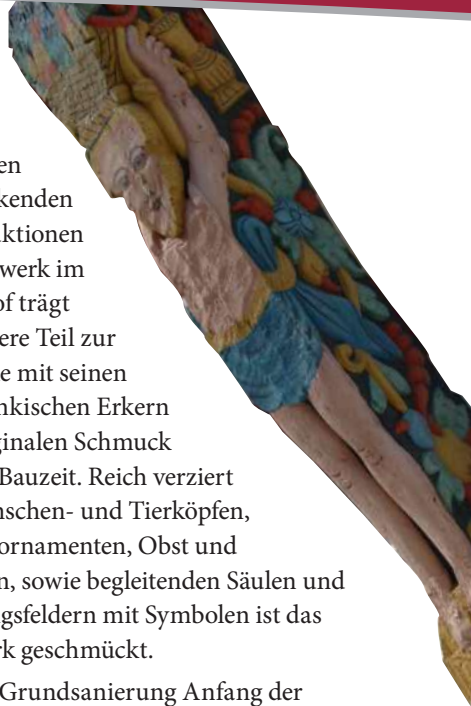 en
kenden
ktionen
werk im
of trägt
ere Teil zur
e mit seinen
nkischen Erkern
ginalen Schmuck
Bauzeit. Reich verziert
nschen- und Tierköpfen,
ornamenten, Obst und
n, sowie begleitenden Säulen und
gsfeldern mit Symbolen ist das
rk geschmückt.
Grundsanierung Anfang der